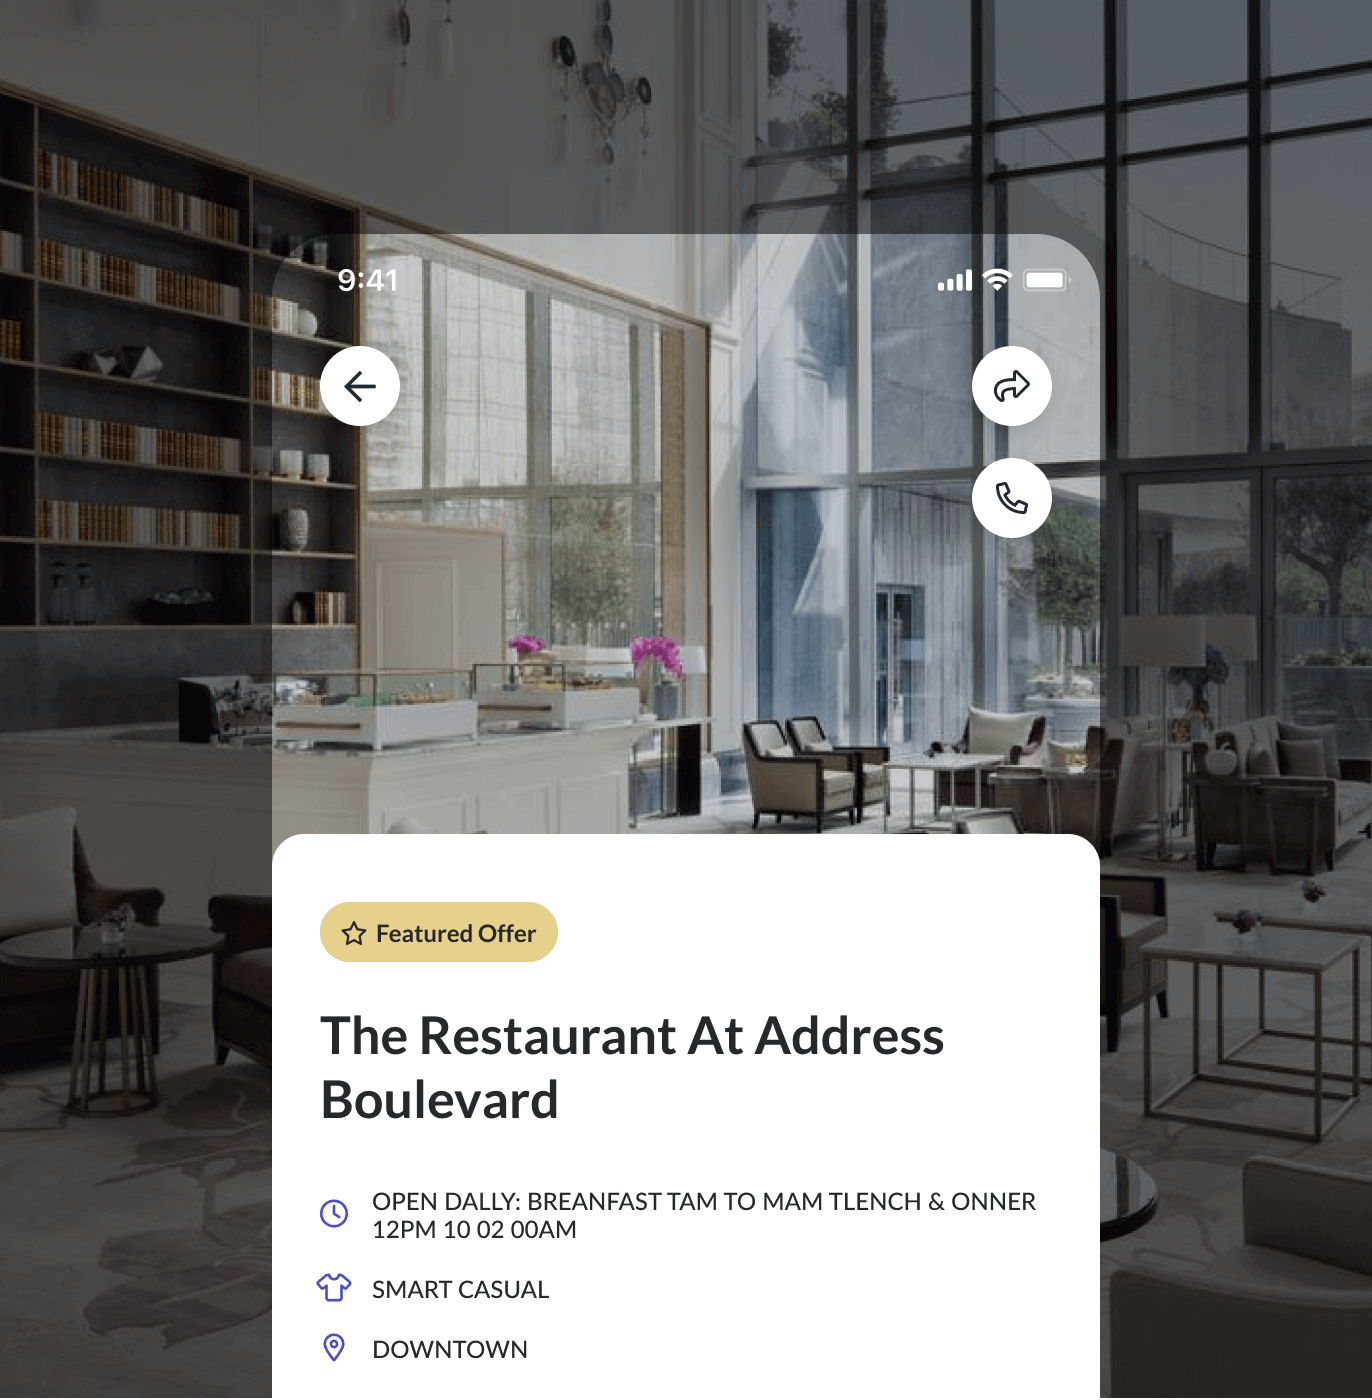 9:41
Featured Offer
The Restaurant At Address
Boulevard
OPEN DALLY: BREANFAST TAM TO MAM TLENCH & ONNER
12PM 10 02 00AM
SMART CASUAL
DOWNTOWN